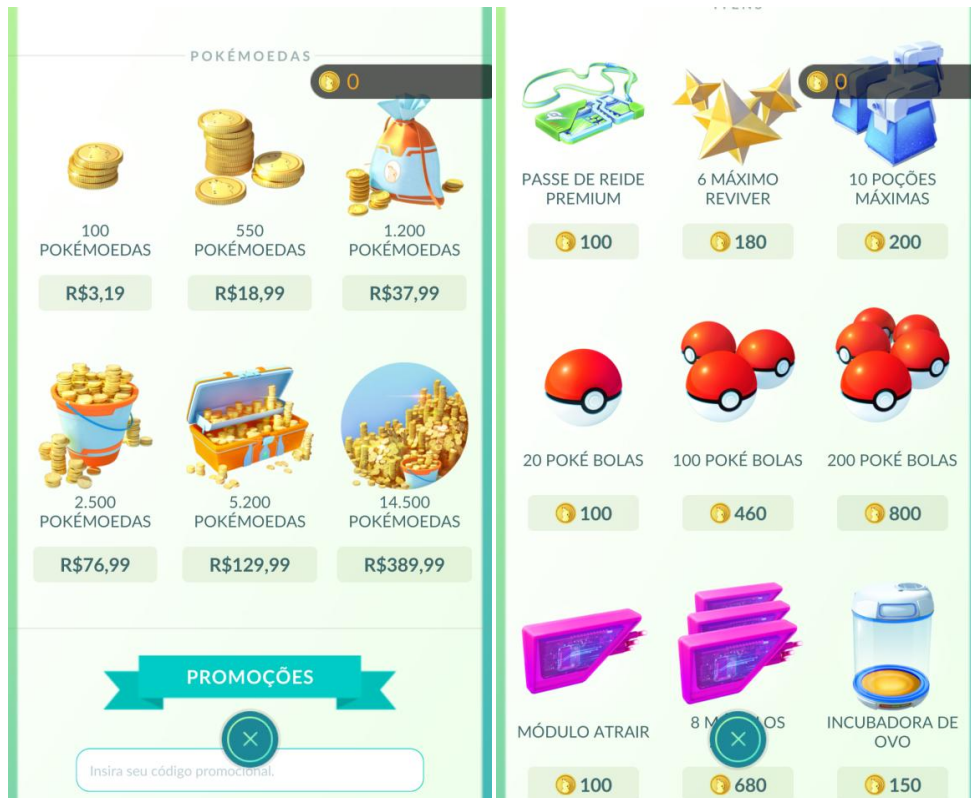 POKÉMOEDAS
0
100
POKÉMOEDAS
550
POKÉMOEDAS
1.200
POKÉMOEDAS
R$3,19
R$18,99
R$37,99
2.500
POKÉMOEDAS
5.200
POKÉMOEDAS
14.500
POKÉMOEDAS
R$76,99
R$129,99
R$389,99
PROMOÇÕES
Insira seu código promocional.
0
PASSE DE REIDE
PREMIUM
6 MÁXIMO
REVIVER
10 POÇÕES
MÁXIMAS
100
180
200
20 POKÉ BOLAS
100 POKÉ BOLAS
200 POKÉ BOLAS
100
460
800
MÓDULO ATRAIR
8
INCUBADORA DE
OVO
100
680
150